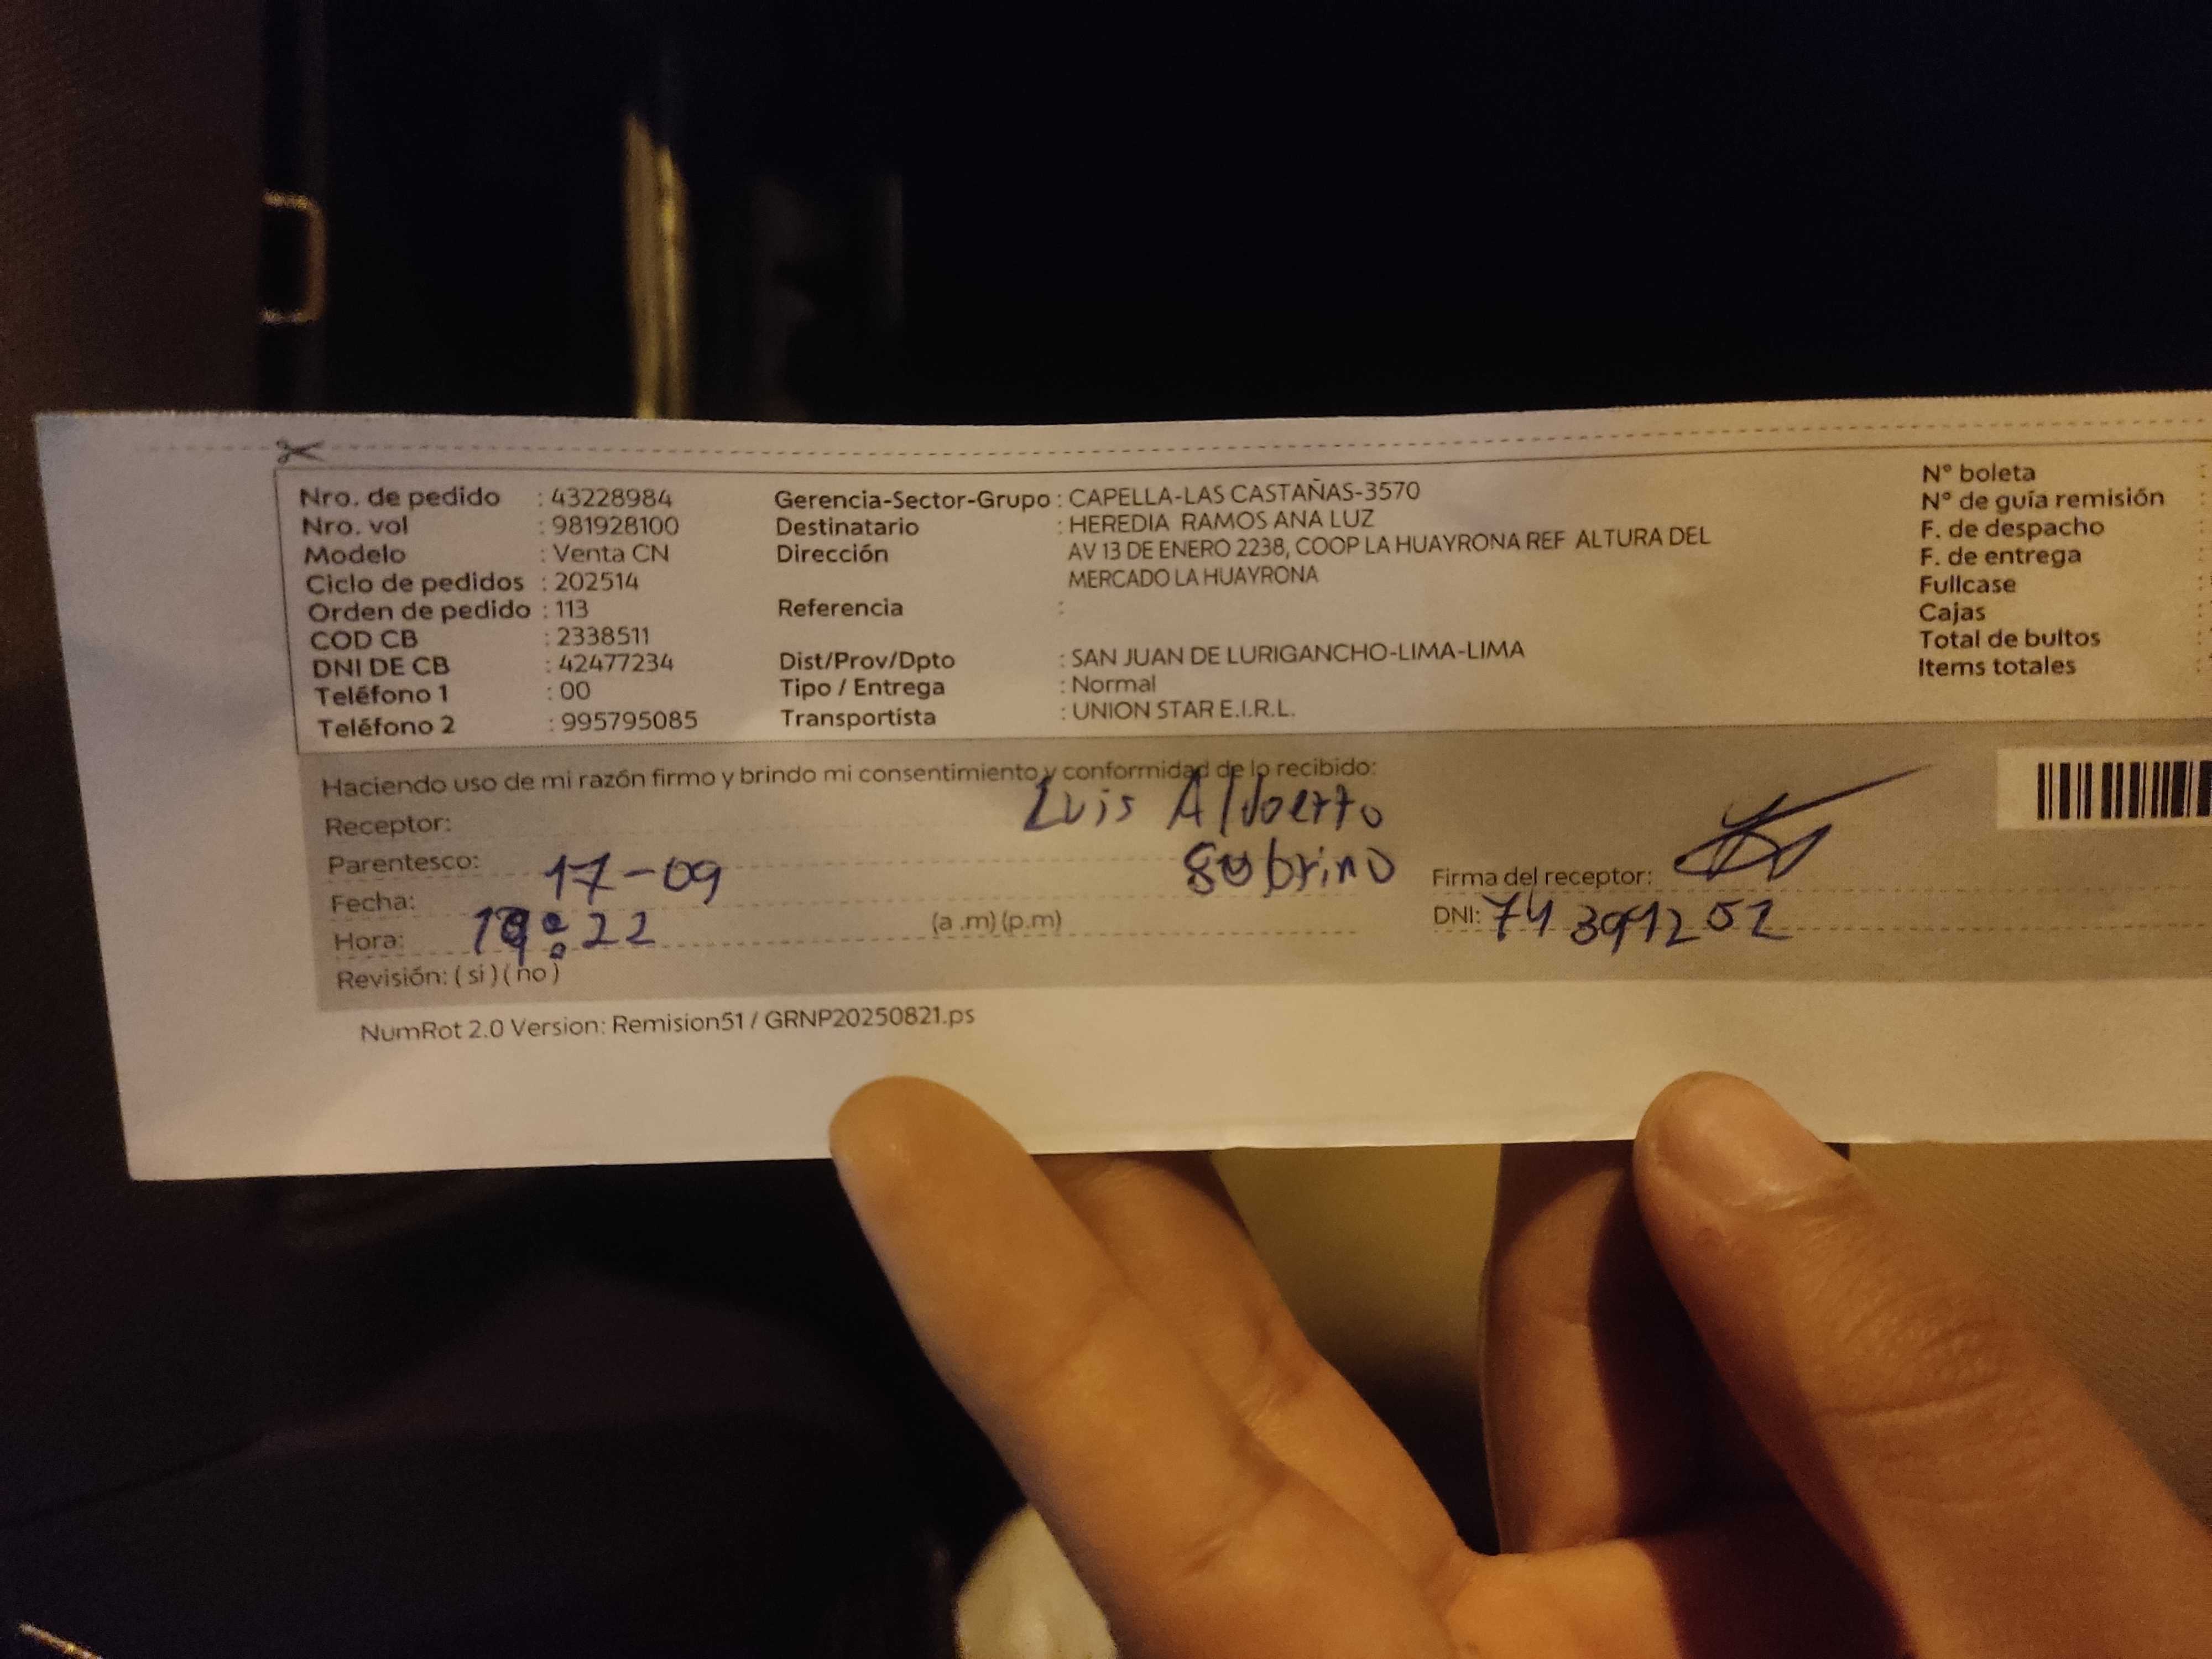 Nro. de pedido : 43228984
Nro. vol : 981928100
Modelo : Venta CN
Ciclo de pedidos : 202514
Orden de pedido : 113
COD CB : 2338511
DNI DE CB : 42477234
Teléfono 1 : 00
Teléfono 2 : 995795085
Gerencia-Sector-Grupo : CAPELLA-LAS CASTAÑAS-3570
Destinatario : HEREDIA RAMOS ANA LUZ
Dirección AV 13 DE ENERO 2238, COOP LA HUAYRONA REF ALTURA DEL
MERCADO LA HUAYRONA
Referencia :
Dist/Prov/Dpto : SAN JUAN DE LURIGANCHO-LIMA-LIMA
Tipo / Entrega : Normal
Transportista : UNION STAR E.I.R.L.
N° boleta :
N° de guía remisión :
F. de despacho :
F. de entrega :
Fullcase :
Cajas :
Total de bultos :
Items totales :
Haciendo uso de mi razón firmo y brindo mi consentimiento y conformidad de lo recibido:
Receptor: Luis Alberto
Parentesco: sobrino
Fecha: 17-09
Hora: 19:22 (a .m) (p.m)
Revisión: ( si ) ( no )
Firma del receptor:
DNI: 74391252
NumRot 2.0 Version: Remision51 / GRNP20250821.ps